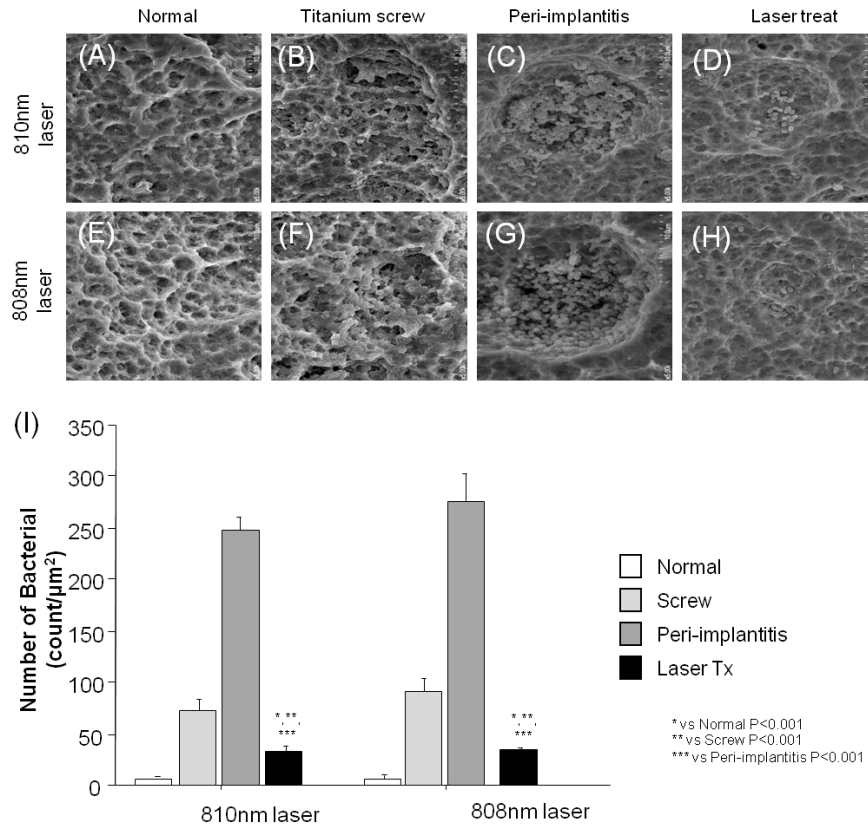 Normal Titanium screw Peri-implantitis Laser treat
810nm laser
(A) (B) (C) (D)
808nm laser
(E) (F) (G) (H)
(I)
Number of Bacterial
(count/μm²)
350
300
250
200
150
100
50
0
*,**,
***
*,**,
***
810nm laser 808nm laser
Normal
Screw
Peri-implantitis
Laser Tx
* vs Normal P<0.001
** vs Screw P<0.001
*** vs Peri-implantitis P<0.001